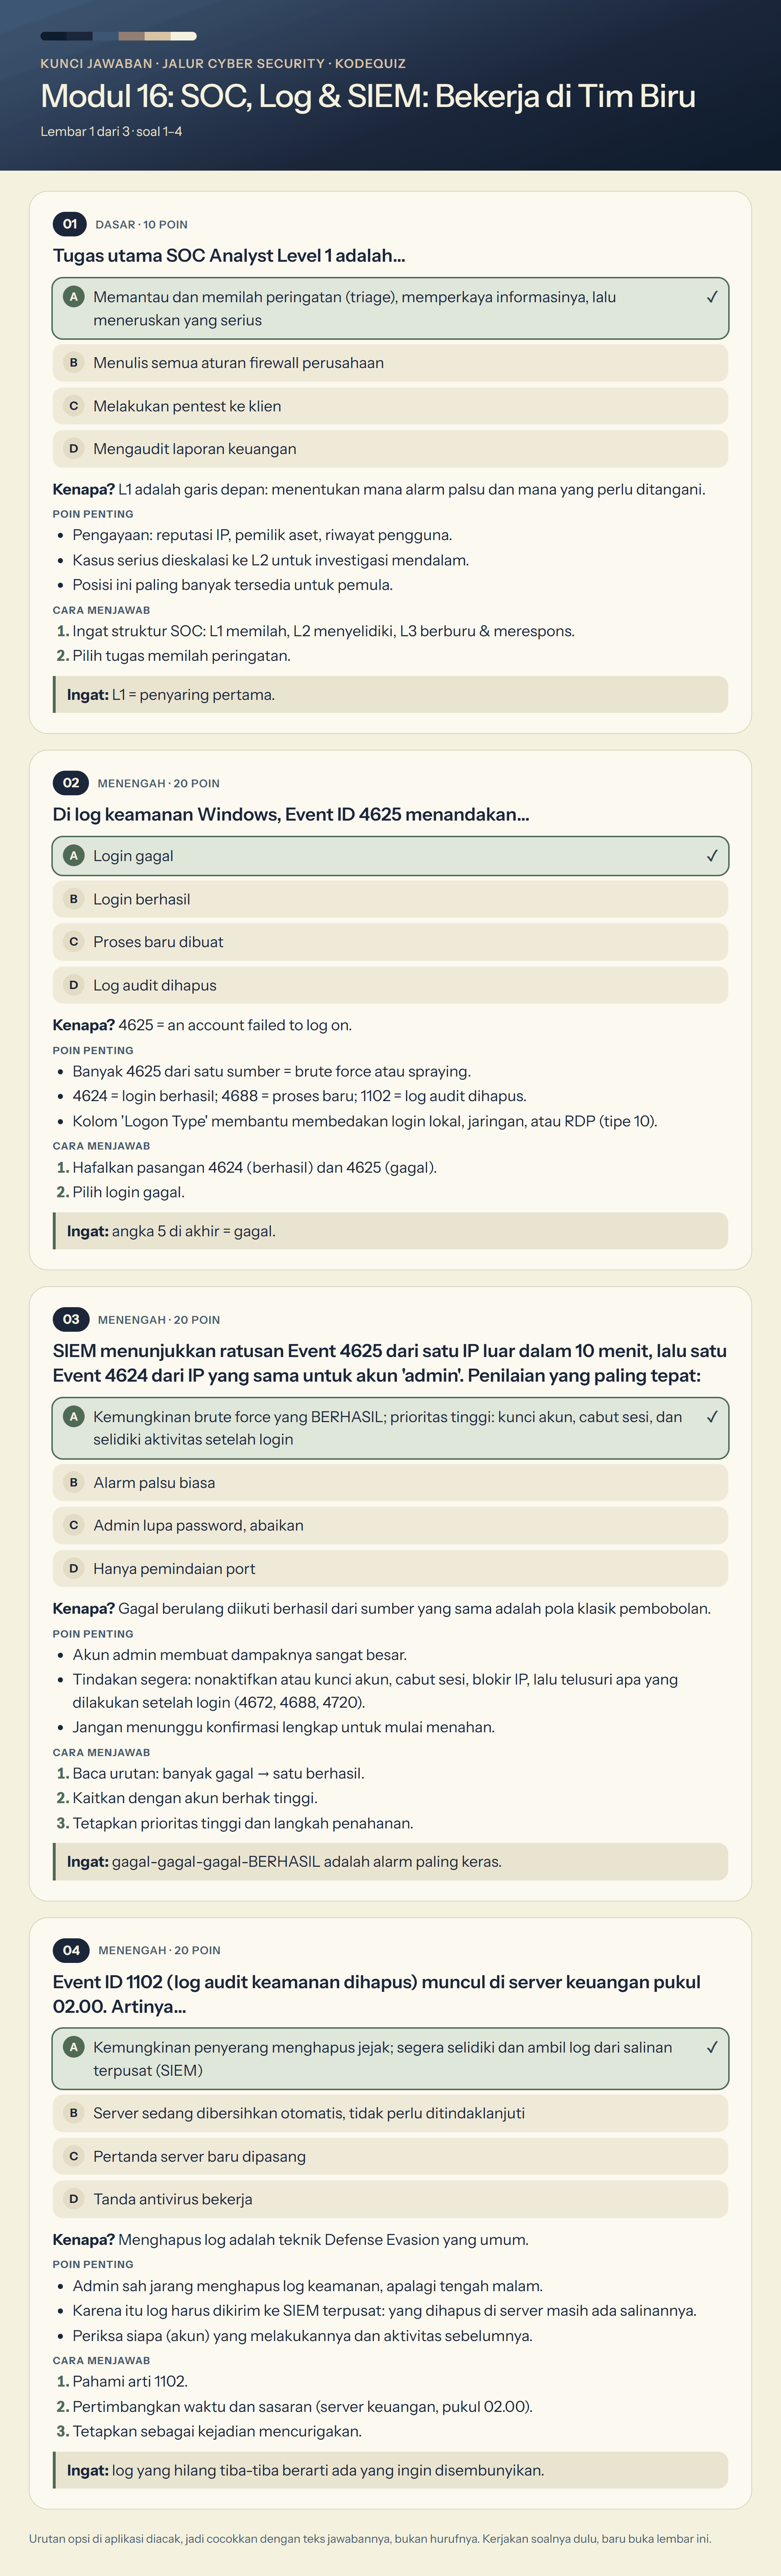 KUNCI JAWABAN · JALUR CYBER SECURITY · KODEQUIZ
Modul 16: SOC, Log & SIEM: Bekerja di Tim Biru
Lembar 1 dari 3 · soal 1–4
01 DASAR · 10 POIN
Tugas utama SOC Analyst Level 1 adalah...
A Memantau dan memilah peringatan (triage), memperkaya informasinya, lalu ✓
meneruskan yang serius
B Menulis semua aturan firewall perusahaan
C Melakukan pentest ke klien
D Mengaudit laporan keuangan
Kenapa? L1 adalah garis depan: menentukan mana alarm palsu dan mana yang perlu ditangani.
POIN PENTING
• Pengayaan: reputasi IP, pemilik aset, riwayat pengguna.
• Kasus serius dieskalasi ke L2 untuk investigasi mendalam.
• Posisi ini paling banyak tersedia untuk pemula.
CARA MENJAWAB
1. Ingat struktur SOC: L1 memilah, L2 menyelidiki, L3 berburu & merespons.
2. Pilih tugas memilah peringatan.
Ingat: L1 = penyaring pertama.
02 MENENGAH · 20 POIN
Di log keamanan Windows, Event ID 4625 menandakan...
A Login gagal ✓
B Login berhasil
C Proses baru dibuat
D Log audit dihapus
Kenapa? 4625 = an account failed to log on.
POIN PENTING
• Banyak 4625 dari satu sumber = brute force atau spraying.
• 4624 = login berhasil; 4688 = proses baru; 1102 = log audit dihapus.
• Kolom 'Logon Type' membantu membedakan login lokal, jaringan, atau RDP (tipe 10).
CARA MENJAWAB
1. Hafalkan pasangan 4624 (berhasil) dan 4625 (gagal).
2. Pilih login gagal.
Ingat: angka 5 di akhir = gagal.
03 MENENGAH · 20 POIN
SIEM menunjukkan ratusan Event 4625 dari satu IP luar dalam 10 menit, lalu satu
Event 4624 dari IP yang sama untuk akun 'admin'. Penilaian yang paling tepat:
A Kemungkinan brute force yang BERHASIL; prioritas tinggi: kunci akun, cabut sesi, dan ✓
selidiki aktivitas setelah login
B Alarm palsu biasa
C Admin lupa password, abaikan
D Hanya pemindaian port
Kenapa? Gagal berulang diikuti berhasil dari sumber yang sama adalah pola klasik pembobolan.
POIN PENTING
• Akun admin membuat dampaknya sangat besar.
• Tindakan segera: nonaktifkan atau kunci akun, cabut sesi, blokir IP, lalu telusuri apa yang
dilakukan setelah login (4672, 4688, 4720).
• Jangan menunggu konfirmasi lengkap untuk mulai menahan.
CARA MENJAWAB
1. Baca urutan: banyak gagal → satu berhasil.
2. Kaitkan dengan akun berhak tinggi.
3. Tetapkan prioritas tinggi dan langkah penahanan.
Ingat: gagal-gagal-gagal-BERHASIL adalah alarm paling keras.
04 MENENGAH · 20 POIN
Event ID 1102 (log audit keamanan dihapus) muncul di server keuangan pukul
02.00. Artinya...
A Kemungkinan penyerang menghapus jejak; segera selidiki dan ambil log dari salinan ✓
terpusat (SIEM)
B Server sedang dibersihkan otomatis, tidak perlu ditindaklanjuti
C Pertanda server baru dipasang
D Tanda antivirus bekerja
Kenapa? Menghapus log adalah teknik Defense Evasion yang umum.
POIN PENTING
• Admin sah jarang menghapus log keamanan, apalagi tengah malam.
• Karena itu log harus dikirim ke SIEM terpusat: yang dihapus di server masih ada salinannya.
• Periksa siapa (akun) yang melakukannya dan aktivitas sebelumnya.
CARA MENJAWAB
1. Pahami arti 1102.
2. Pertimbangkan waktu dan sasaran (server keuangan, pukul 02.00).
3. Tetapkan sebagai kejadian mencurigakan.
Ingat: log yang hilang tiba-tiba berarti ada yang ingin disembunyikan.
Urutan opsi di aplikasi diacak, jadi cocokkan dengan teks jawabannya, bukan hurufnya. Kerjakan soalnya dulu, baru buka lembar ini.